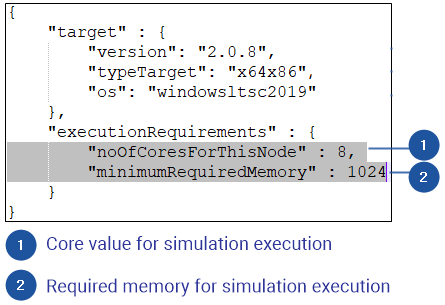 {
"target" : {
"version": "2.0.8",
"typeTarget": "x64x86",
"os": "windowsltsc2019"
},
"executionRequirements" : {
"noOfCoresForThisNode" : 8,
1
"minimumRequiredMemory" : 1024
2
}
}
1 Core value for simulation execution
2 Required memory for simulation execution